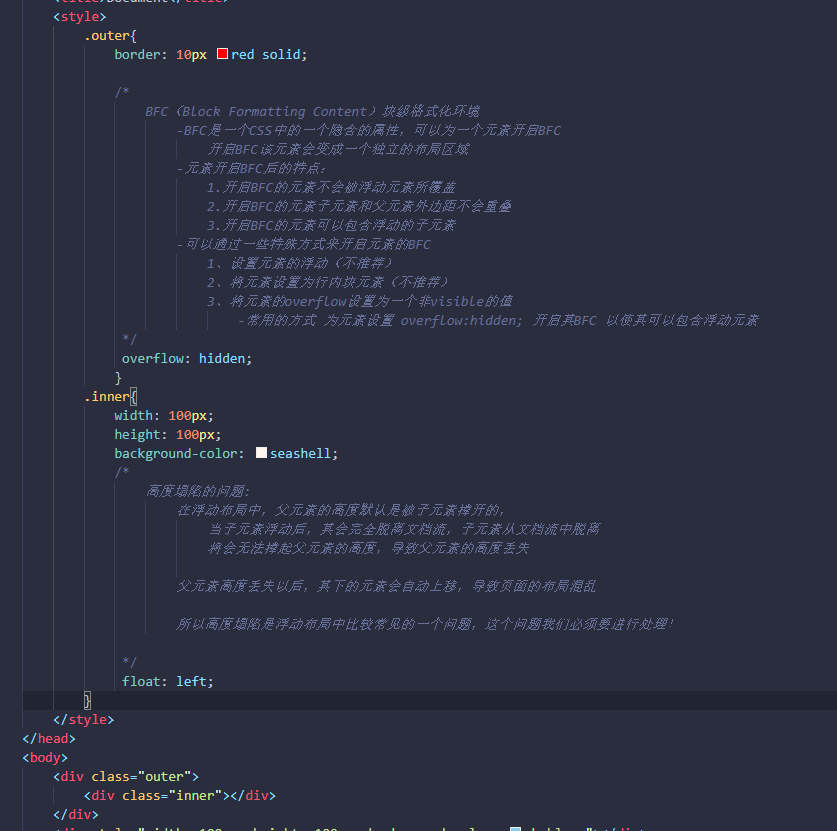 <title>Document</title>
<style>
.outer{
border: 10px red solid;
/*
BFC（Block Formatting Content）块级格式化环境
-BFC是一个CSS中的一个隐含的属性，可以为一个元素开启BFC
开启BFC该元素会变成一个独立的布局区域
-元素开启BFC后的特点：
1.开启BFC的元素不会被浮动元素所覆盖
2.开启BFC的元素子元素和父元素外边距不会重叠
3.开启BFC的元素可以包含浮动的子元素
-可以通过一些特殊方式来开启元素的BFC
1、设置元素的浮动（不推荐）
2、将元素设置为行内块元素（不推荐）
3、将元素的overflow设置为一个非visible的值
-常用的方式 为元素设置 overflow:hidden; 开启其BFC 以使其可以包含浮动元素
*/
overflow: hidden;
}
.inner{
width: 100px;
height: 100px;
background-color: seashell;
/*
高度塌陷的问题：
在浮动布局中，父元素的高度默认是被子元素撑开的，
当子元素浮动后，其会完全脱离文档流，子元素从文档流中脱离
将会无法撑起父元素的高度，导致父元素的高度丢失
父元素高度丢失以后，其下的元素会自动上移，导致页面的布局混乱
所以高度塌陷是浮动布局中比较常见的一个问题，这个问题我们必须要进行处理！
*/
float: left;
}
</style>
</head>
<body>
<div class="outer">
<div class="inner"></div>
</div>